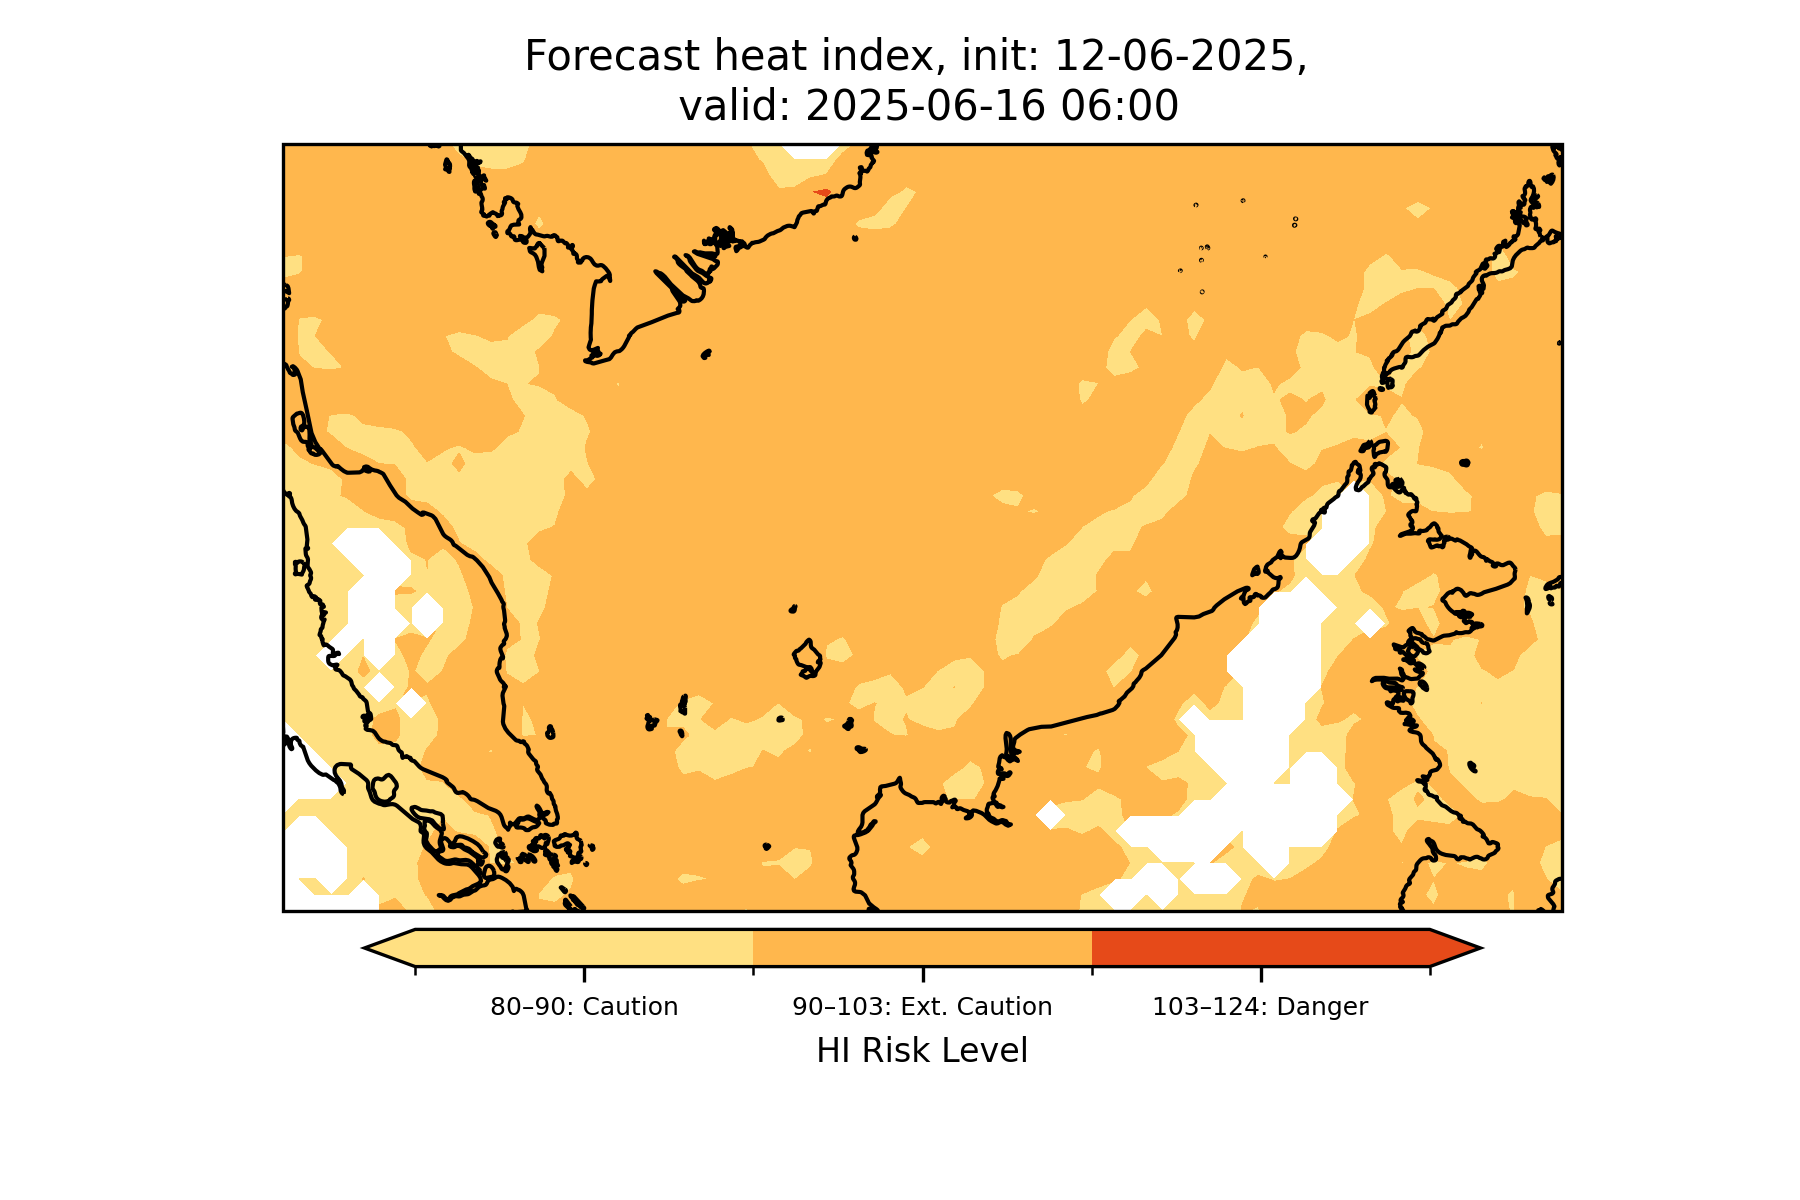 Forecast heat index, init: 12-06-2025,
valid: 2025-06-16 06:00
80–90: Caution
90–103: Ext. Caution
103–124: Danger
HI Risk Level